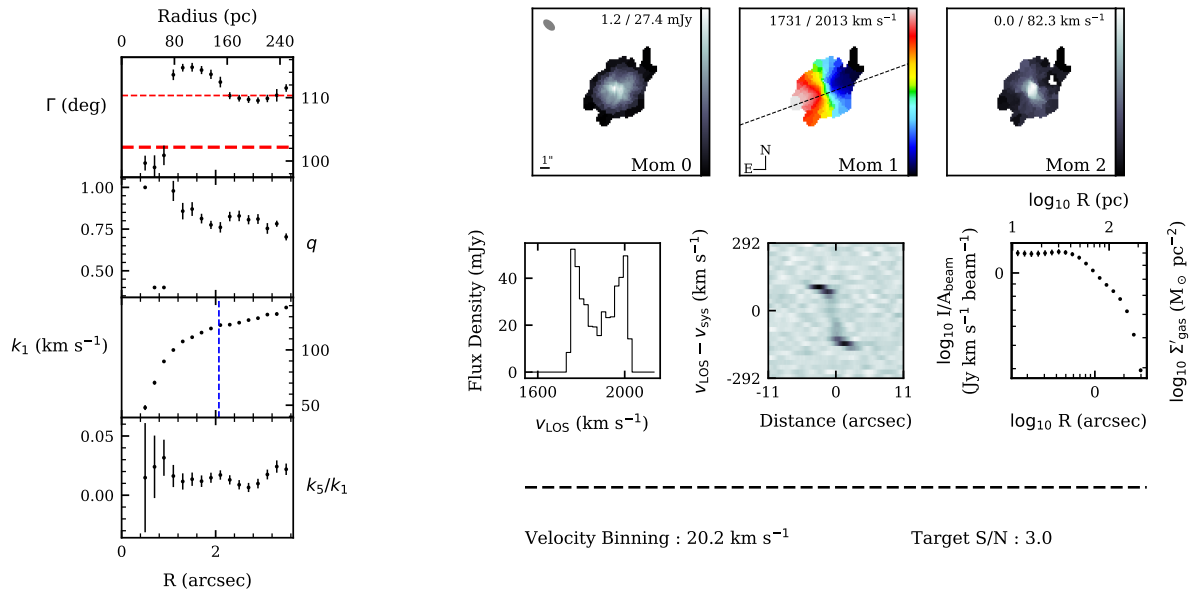 Radius (pc)
0 80 160 240
Γ (deg)
110
100
1.00
0.75
0.50
q
k₁ (km s⁻¹)
100
50
0.05
0.00
k₅/k₁
0 2
R (arcsec)
1.2 / 27.4 mJy
1"
Mom 0
1731 / 2013 km s⁻¹
N
E
Mom 1
0.0 / 82.3 km s⁻¹
Mom 2
Flux Density (mJy)
40
20
0
1600 2000
v_LOS (km s⁻¹)
v_LOS − v_sys (km s⁻¹)
292
0
-292
-11 0 11
Distance (arcsec)
log₁₀ R (pc)
1 2
log₁₀ I/A_beam
(Jy km s⁻¹ beam⁻¹)
0
log₁₀ Σ′_gas (M_⊙ pc⁻²)
0
log₁₀ R (arcsec)
Velocity Binning : 20.2 km s⁻¹
Target S/N : 3.0